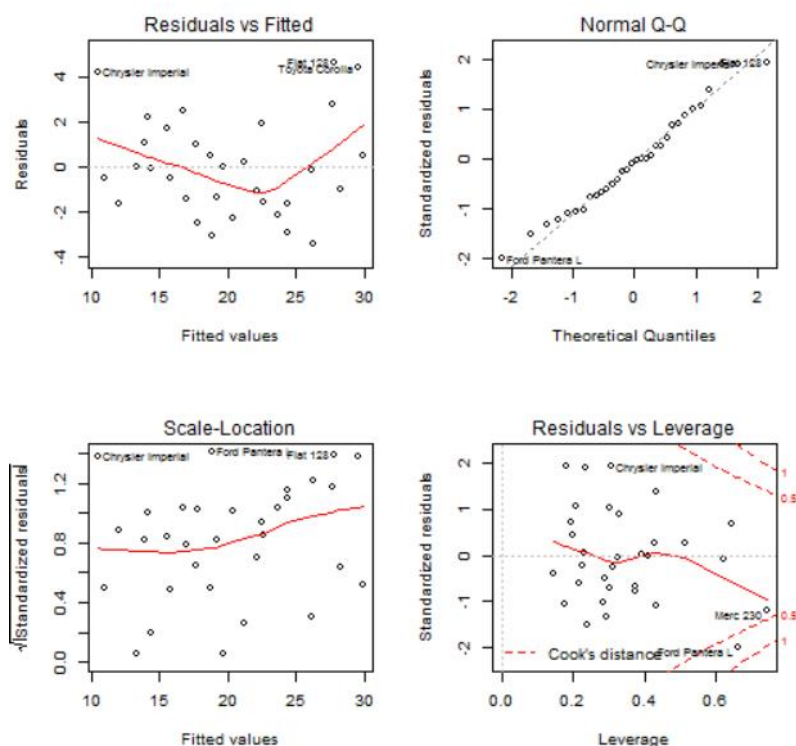 Residuals vs Fitted
Residuals
4
2
0
-2
-4
Chrysler Imperial
Fiat 128
Toyota Corolla
10
15
20
25
30
Fitted values
Normal Q-Q
Standardized residuals
2
1
0
-1
-2
Chrysler Imperial
Fiat 128
Ford Pantera L
-2
-1
0
1
2
Theoretical Quantiles
Scale-Location
√|Standardized residuals
1.2
0.8
0.4
0.0
Chrysler Imperial
Ford Pantera L
Fiat 128
10
15
20
25
30
Fitted values
Residuals vs Leverage
Standardized residuals
2
1
0
-1
-2
Chrysler Imperial
1
0.5
Merc 230
0.5
1
Cook's distance
Ford Pantera L
0.0
0.2
0.4
0.6
Leverage